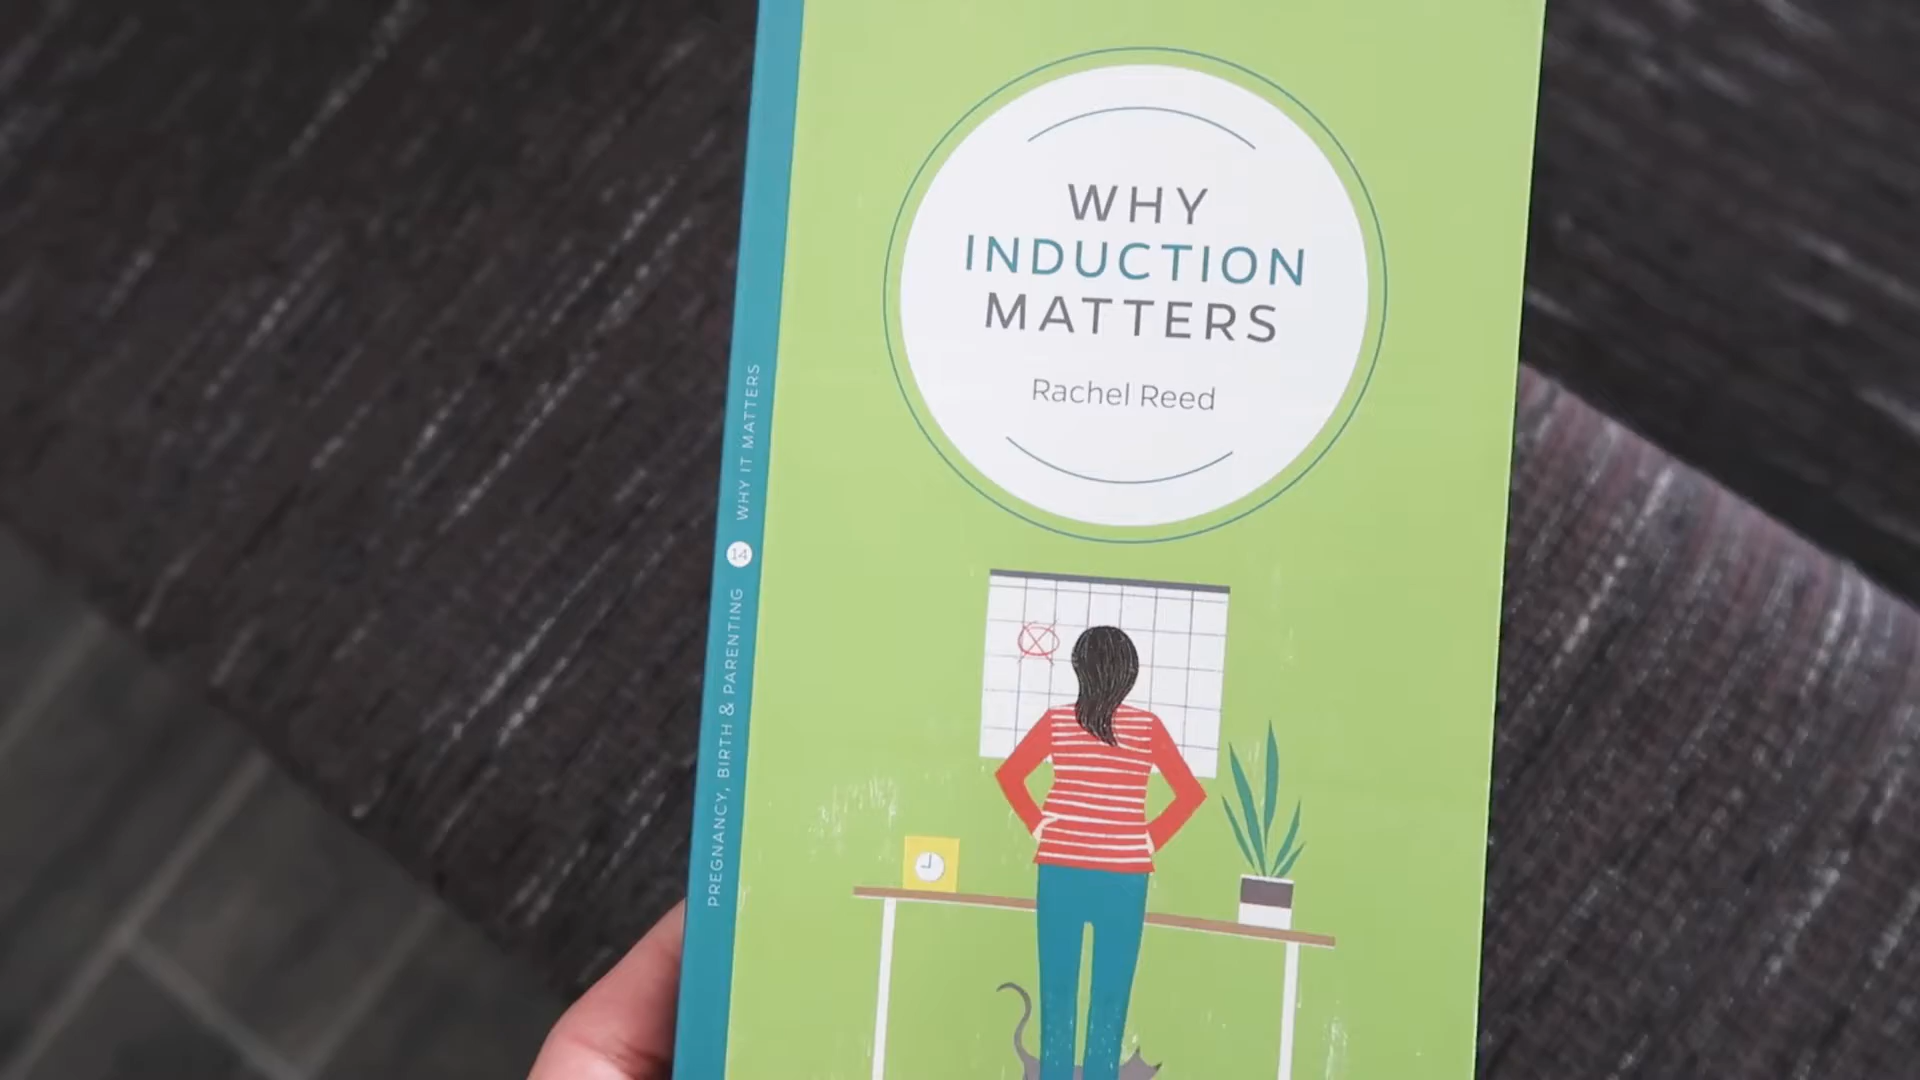 WHY
INDUCTION
MATTERS
Rachel Reed
PREGNANCY, BIRTH & PARENTING 14 WHY IT MATTERS